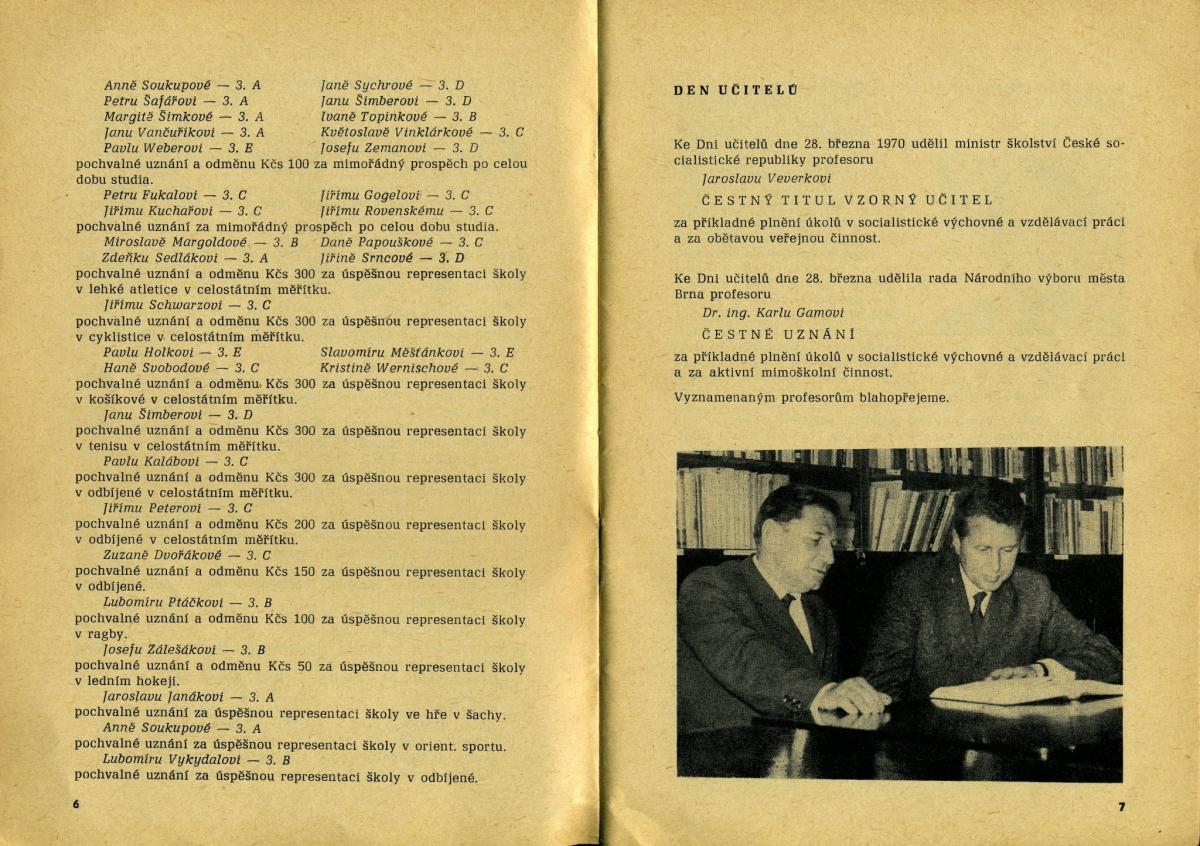 Anně Soukupové — 3. A Janě Sychrové — 3. D
Petru Šafářovi — 3. A Janu Šimberovi — 3. D
Margitě Šimkové — 3. A Ivaně Topinkové — 3. B
Janu Vančuříkovi — 3. A Květoslavě Vinklárkové — 3. C
Pavlu Weberovi — 3. E Josefu Zemanovi — 3. D
pochvalné uznání a odměnu Kčs 100 za mimořádný prospěch po celou
dobu studia.
Petru Fukalovi — 3. C Jiřímu Gogelovi — 3. C
Jiřímu Kuchařovi — 3. C Jiřímu Rovenskému — 3. C
pochvalné uznání za mimořádný prospěch po celou dobu studia.
Miroslavě Margoldové — 3. B Daně Papouškové — 3. C
Zdeňku Sedlákovi — 3. A Jiřině Srncové — 3. D
pochvalné uznání a odměnu Kčs 300 za úspěšnou representaci školy
v lehké atletice v celostátním měřítku.
Jiřímu Schwarzovi — 3. C
pochvalné uznání a odměnu Kčs 300 za úspěšnou representaci školy
v cyklistice v celostátním měřítku.
Pavlu Holkovi — 3. E Slavomíru Měšťánkovi — 3. E
Haně Svobodové — 3. C Kristině Wernischové — 3. C
pochvalné uznání a odměnu Kčs 300 za úspěšnou representaci školy
v košíkové v celostátním měřítku.
Janu Šimberovi — 3. D
pochvalné uznání a odměnu Kčs 300 za úspěšnou representaci školy
v tenisu v celostátním měřítku.
Pavlu Kalábovi — 3. C
pochvalné uznání a odměnu Kčs 300 za úspěšnou representaci školy
v odbíjené v celostátním měřítku.
Jiřímu Peterovi — 3. C
pochvalné uznání a odměnu Kčs 200 za úspěšnou representaci školy
v odbíjené v celostátním měřítku.
Zuzaně Dvořákové — 3. C
pochvalné uznání a odměnu Kčs 150 za úspěšnou representaci školy
v odbíjené.
Lubomíru Ptáčkovi — 3. B
pochvalné uznání a odměnu Kčs 100 za úspěšnou representaci školy
v ragby.
Josefu Zálešákovi — 3. B
pochvalné uznání a odměnu Kčs 50 za úspěšnou representaci školy
v ledním hokeji.
Jaroslavu Janákovi — 3. A
pochvalné uznání za úspěšnou representaci školy ve hře v šachy.
Anně Soukupové — 3. A
pochvalné uznání za úspěšnou representaci školy v orient. sportu.
Lubomíru Vykydalovi — 3. B
pochvalné uznání za úspěšnou representaci školy v odbíjené.
6
DEN UČITELŮ
Ke Dni učitelů dne 28. března 1970 udělil ministr školství České so-
cialistické republiky profesoru
Jaroslavu Veverkovi
ČESTNÝ TITUL VZORNÝ UČITEL
za příkladné plnění úkolů v socialistické výchovné a vzdělávací práci
a za obětavou veřejnou činnost.
Ke Dni učitelů dne 28. března udělila rada Národního výboru města
Brna profesoru
Dr. ing. Karlu Gamovi
ČESTNÉ UZNÁNÍ
za příkladné plnění úkolů v socialistické výchovné a vzdělávací práci
a za aktivní mimoškolní činnost.
Vyznamenaným profesorům blahopřejeme.
7